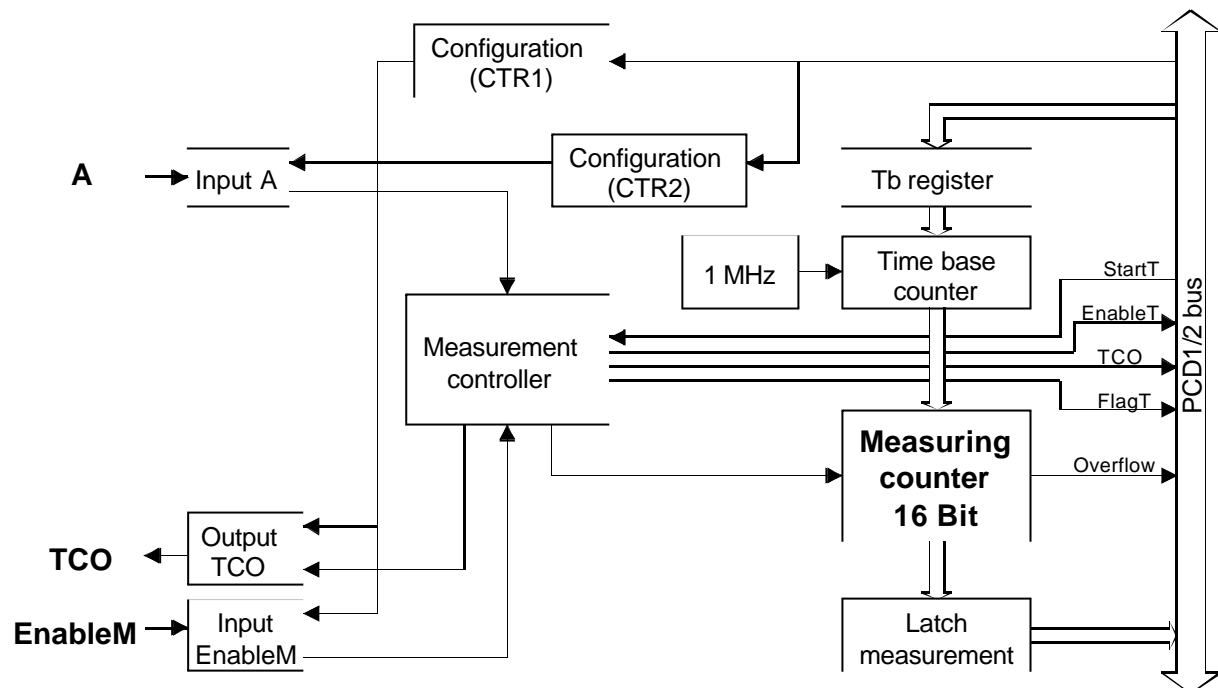 Configuration
(CTR1)
A
Input A
Configuration
(CTR2)
Tb register
1 MHz
Time base
counter
StartT
EnableT
TCO
FlagT
PCD1/2 bus
Measurement
controller
Measuring
counter
16 Bit
Overflow
TCO
Output
TCO
EnableM
Input
EnableM
Latch
measurement